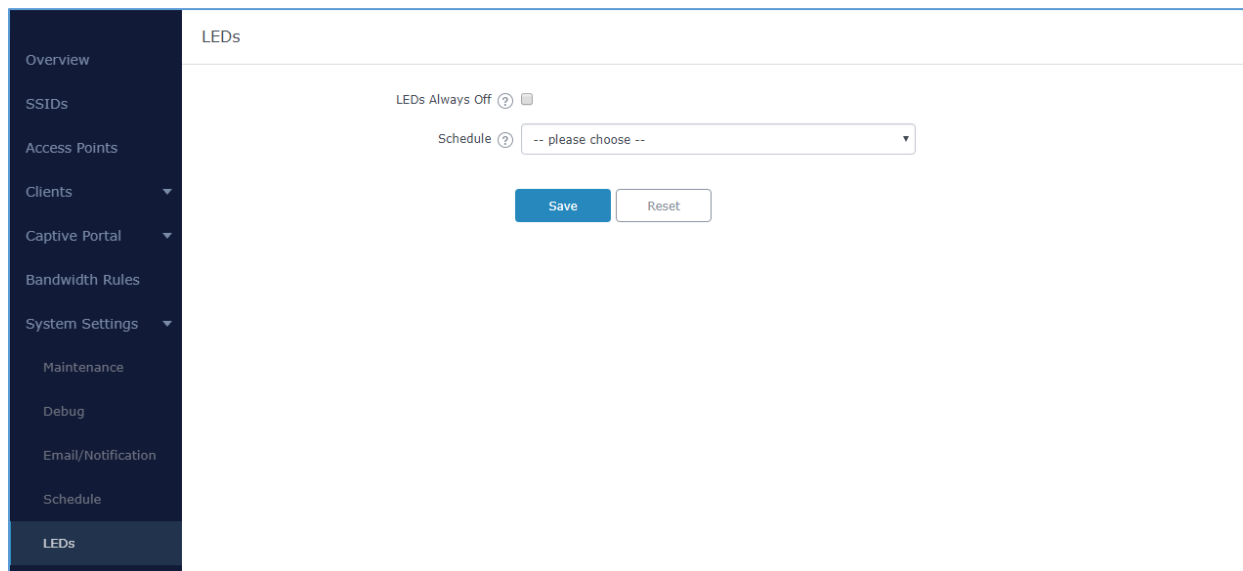 LEDs
Overview
SSIDs
Access Points
Clients
Captive Portal
Bandwidth Rules
System Settings
Maintenance
Debug
Email/Notification
Schedule
LEDs
LEDs Always Off ?
Schedule ? -- please choose --
Save Reset